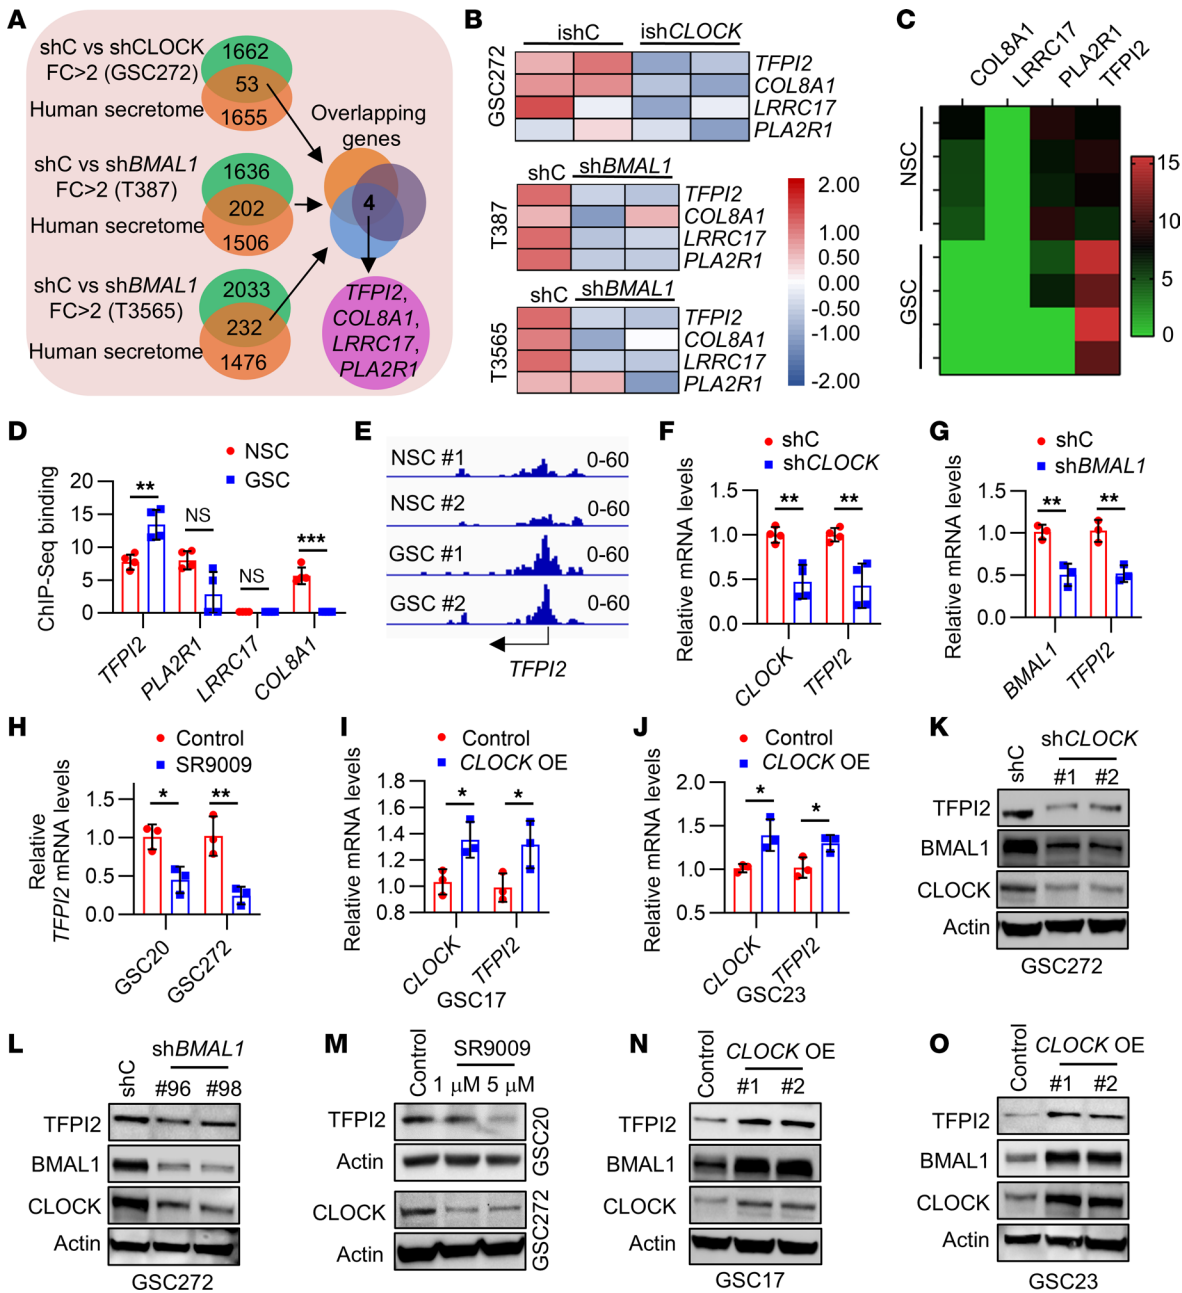 A
shC vs shCLOCK
FC>2 (GSC272)
Human secretome
1662
53
1655
shC vs shBMAL1
FC>2 (T387)
Human secretome
1636
202
1506
shC vs shBMAL1
FC>2 (T3565)
Human secretome
2033
232
1476
Overlapping
genes
4
TFPI2,
COL8A1,
LRRC17,
PLA2R1
B
ishC
ishCLOCK
GSC272
TFPI2
COL8A1
LRRC17
PLA2R1
shC
shBMAL1
T387
TFPI2
COL8A1
LRRC17
PLA2R1
shC
shBMAL1
T3565
TFPI2
COL8A1
LRRC17
PLA2R1
2.00
1.00
0.00
-0.50
-1.00
-2.00
C
COL8A1
LRRC17
PLA2R1
TFPI2
NSC
GSC
15
10
5
0
D
NSC
GSC
ChIP-Seq binding
20
15
10
5
0
**
NS
NS
***
TFPI2
PLA2R1
LRRC17
COL8A1
E
NSC #1
0-60
NSC #2
0-60
GSC #1
0-60
GSC #2
0-60
TFPI2
F
shC
shCLOCK
Relative mRNA levels
1.5
1.0
0.5
0.0
**
**
CLOCK
TFPI2
G
shC
shBMAL1
Relative mRNA levels
1.5
1.0
0.5
0.0
**
**
BMAL1
TFPI2
H
Control
SR9009
Relative
TFPI2 mRNA levels
1.5
1.0
0.5
0.0
*
**
GSC20
GSC272
I
Control
CLOCK OE
Relative mRNA levels
1.8
1.6
1.4
1.2
1.0
0.8
*
*
CLOCK
TFPI2
GSC17
J
Control
CLOCK OE
Relative mRNA levels
2.0
1.5
1.0
0.5
*
*
CLOCK
TFPI2
GSC23
K
shC
shCLOCK
#1
#2
TFPI2
BMAL1
CLOCK
Actin
GSC272
L
shC
shBMAL1
#96
#98
TFPI2
BMAL1
CLOCK
Actin
GSC272
M
Control
SR9009
1 μM
5 μM
TFPI2
Actin
GSC20
CLOCK
Actin
GSC272
N
Control
CLOCK OE
#1
#2
TFPI2
BMAL1
CLOCK
Actin
GSC17
O
Control
CLOCK OE
#1
#2
TFPI2
BMAL1
CLOCK
Actin
GSC23